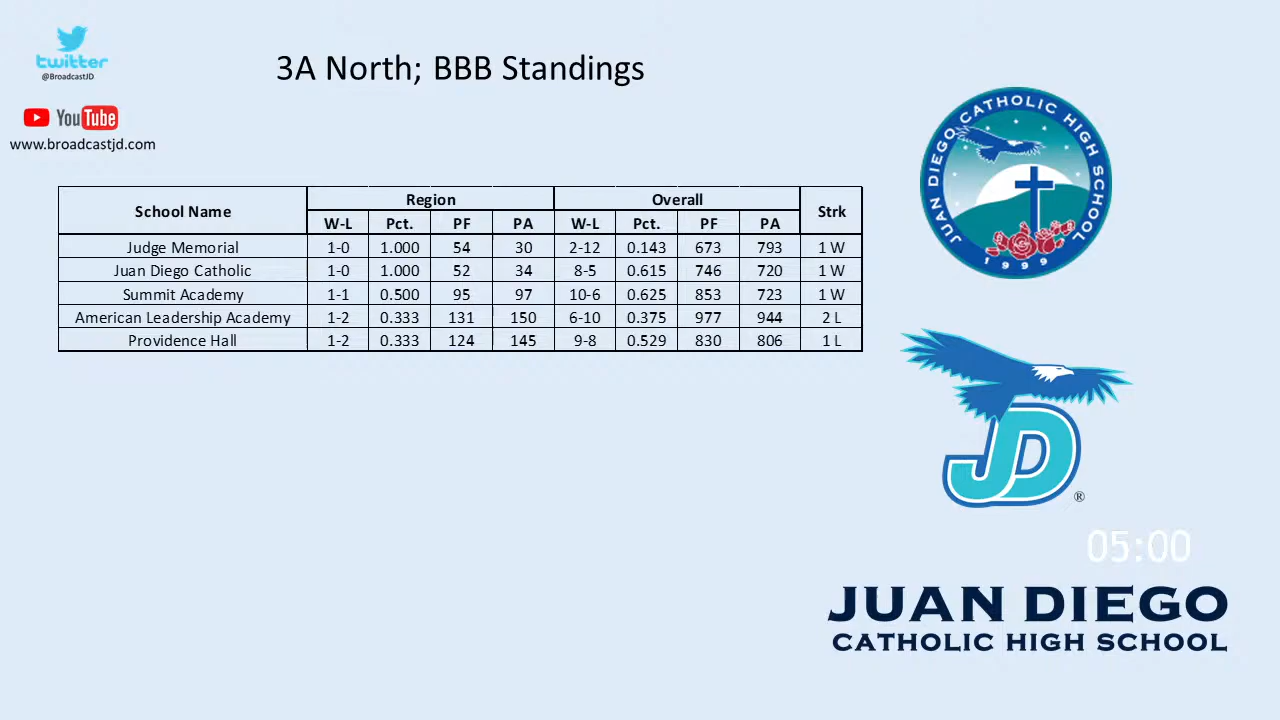 twitter
@BroadcastJD
3A North; BBB Standings
YouTube
www.broadcastjd.com
JUAN DIEGO CATHOLIC HIGH SCHOOL
1999
School Name Region Overall Strk
W-L Pct. PF PA W-L Pct. PF PA
Judge Memorial 1-0 1.000 54 30 2-12 0.143 673 793 1 W
Juan Diego Catholic 1-0 1.000 52 34 8-5 0.615 746 720 1 W
Summit Academy 1-1 0.500 95 97 10-6 0.625 853 723 1 W
American Leadership Academy 1-2 0.333 131 150 6-10 0.375 977 944 2 L
Providence Hall 1-2 0.333 124 145 9-8 0.529 830 806 1 L
JD
®
05:00
JUAN DIEGO
CATHOLIC HIGH SCHOOL